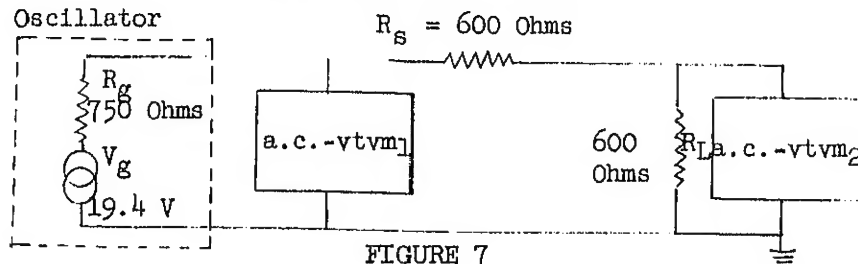 Oscillator
R_s = 600 Ohms
R_g
750 Ohms
V_g
19.4 V
a.c.-vtvm_1
600
Ohms
R_L
a.c.-vtvm_2
FIGURE 7